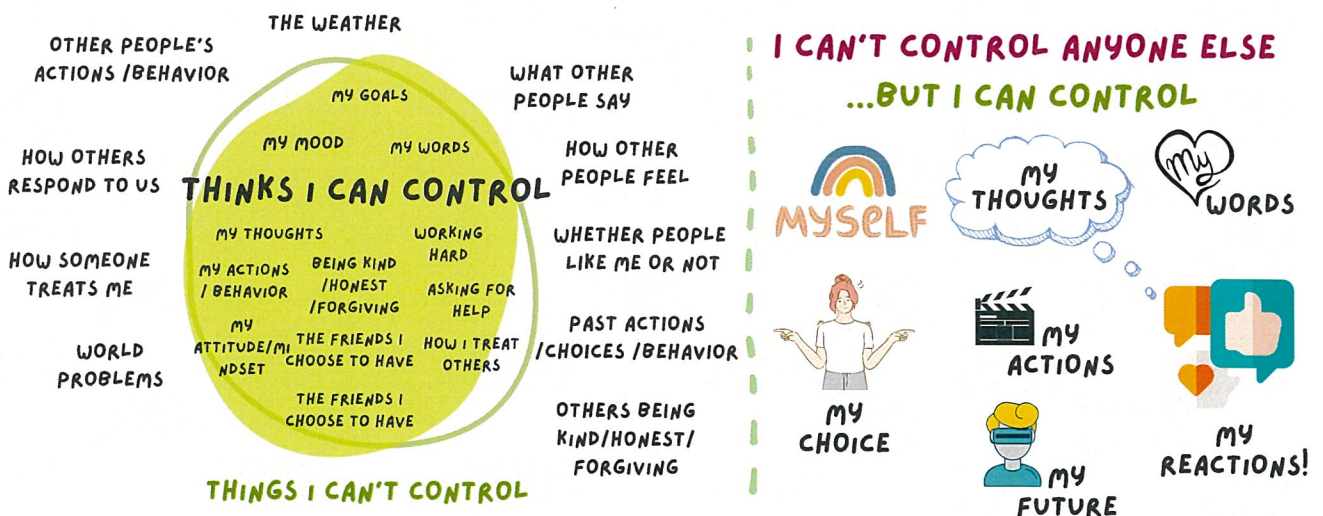 THE WEATHER
OTHER PEOPLE'S
ACTIONS /BEHAVIOR
WHAT OTHER
PEOPLE SAY
HOW OTHERS
RESPOND TO US
HOW OTHER
PEOPLE FEEL
HOW SOMEONE
TREATS ME
WHETHER PEOPLE
LIKE ME OR NOT
WORLD
PROBLEMS
PAST ACTIONS
/CHOICES /BEHAVIOR
OTHERS BEING
KIND/HONEST/
FORGIVING
MY GOALS
MY MOOD
MY WORDS
THINKS I CAN CONTROL
MY THOUGHTS
WORKING
HARD
MY ACTIONS
/ BEHAVIOR
BEING KIND
/HONEST
/FORGIVING
ASKING FOR
HELP
MY
ATTITUDE/MI
NDSET
THE FRIENDS I
CHOOSE TO HAVE
HOW I TREAT
OTHERS
THE FRIENDS I
CHOOSE TO HAVE
THINGS I CAN'T CONTROL
I CAN'T CONTROL ANYONE ELSE
...BUT I CAN CONTROL
MYSELF
MY
THOUGHTS
My
WORDS
MY
CHOICE
MY
ACTIONS
MY
FUTURE
MY
REACTIONS!